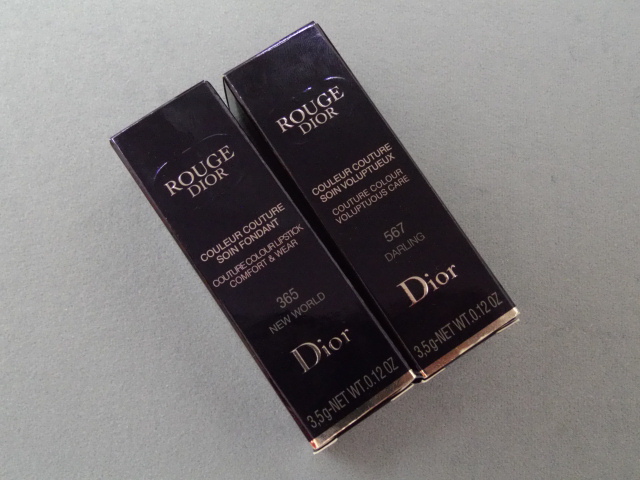 ROUGE
DIOR
COULEUR COUTURE
SOIN FONDANT
COUTURE COLOUR LIPSTICK
COMFORT & WEAR
365
NEW WORLD
Dior
3,5g-NET WT.0.12 OZ
ROUGE
DIOR
COULEUR COUTURE
SOIN VOLUPTUEUX
COUTURE COLOUR
VOLUPTUOUS CARE
567
DARLING
Dior
3,5g-NET WT.0.12 OZ